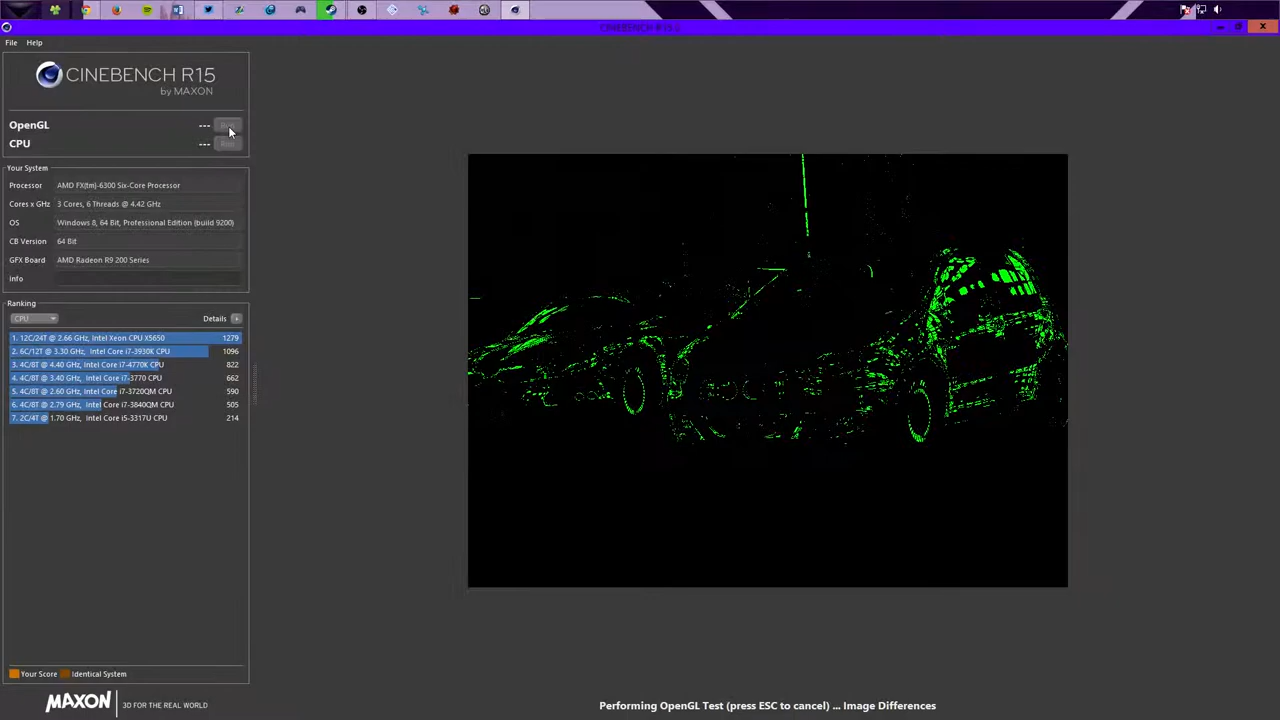 CINEBENCH R15
File Help
CINEBENCH R15
by MAXON
OpenGL --- Run
CPU --- Run
Your System
Processor AMD FX(tm)-6300 Six-Core Processor
Cores x GHz 3 Cores, 6 Threads @ 4.42 GHz
OS Windows 8, 64 Bit, Professional Edition (build 9200)
CB Version 64 Bit
GFX Board AMD Radeon R9 200 Series
Info
Ranking
CPU Details
1. 12C/24T @ 2.66 GHz, Intel Xeon CPU X5650 1279
2. 6C/12T @ 3.30 GHz, Intel Core i7-3930K CPU 1096
3. 4C/8T @ 4.40 GHz, Intel Core i7-4770K CPU 822
4. 4C/8T @ 3.40 GHz, Intel Core i7-3770 CPU 662
5. 4C/8T @ 2.60 GHz, Intel Core i7-3720QM CPU 590
6. 4C/8T @ 2.79 GHz, Intel Core i7-3840QM CPU 505
7. 2C/4T @ 1.70 GHz, Intel Core i5-3317U CPU 214
Your Score Identical System
MAXON 3D FOR THE REAL WORLD
Performing OpenGL Test (press ESC to cancel) ... Image Differences